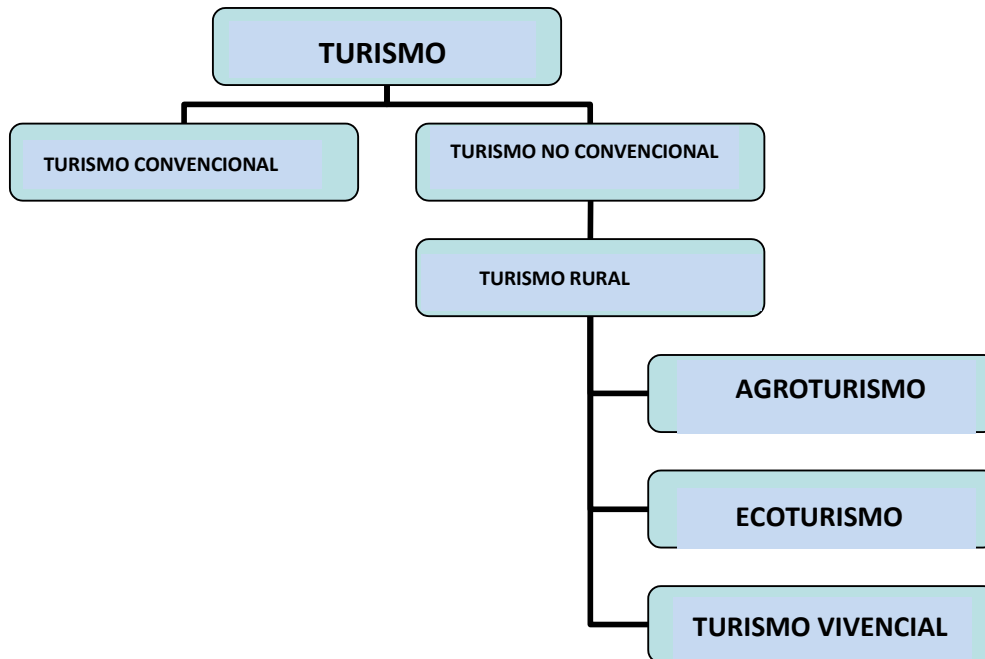 TURISMO
TURISMO CONVENCIONAL
TURISMO NO CONVENCIONAL
TURISMO RURAL
AGROTURISMO
ECOTURISMO
TURISMO VIVENCIAL